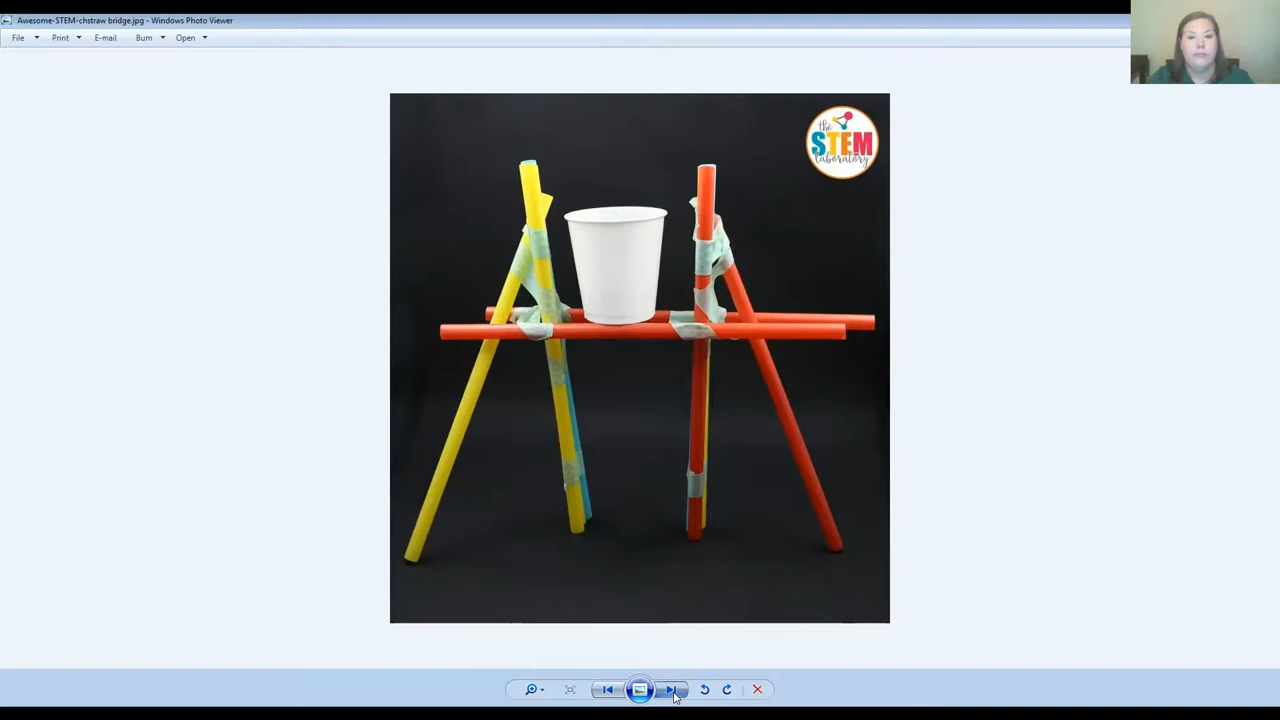 Awesome-STEM-chstraw bridge.jpg - Windows Photo Viewer
File Print E-mail Burn Open
the
STEM
laboratory